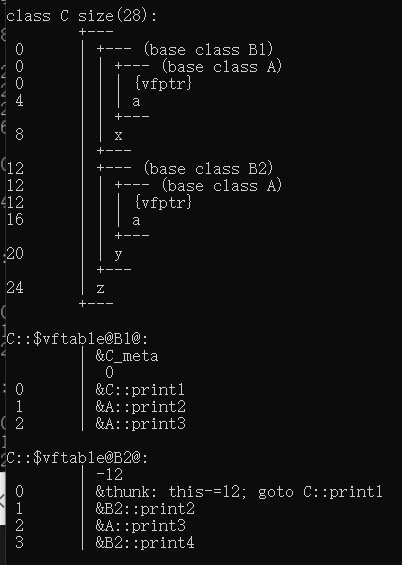 class C size(28):
        +---
 0      | +--- (base class B1)
 0      | | +--- (base class A)
 0      | | | {vfptr}
 4      | | | a
        | | +---
 8      | | x
        | +---
12      | +--- (base class B2)
12      | | +--- (base class A)
12      | | | {vfptr}
16      | | | a
        | | +---
20      | | y
        | +---
24      | z
        +---
C::$vftable@B1@:
        | &C_meta
        |  0
 0      | &C::print1
 1      | &A::print2
 2      | &A::print3
C::$vftable@B2@:
        | -12
 0      | &thunk: this-=12; goto C::print1
 1      | &B2::print2
 2      | &A::print3
 3      | &B2::print4